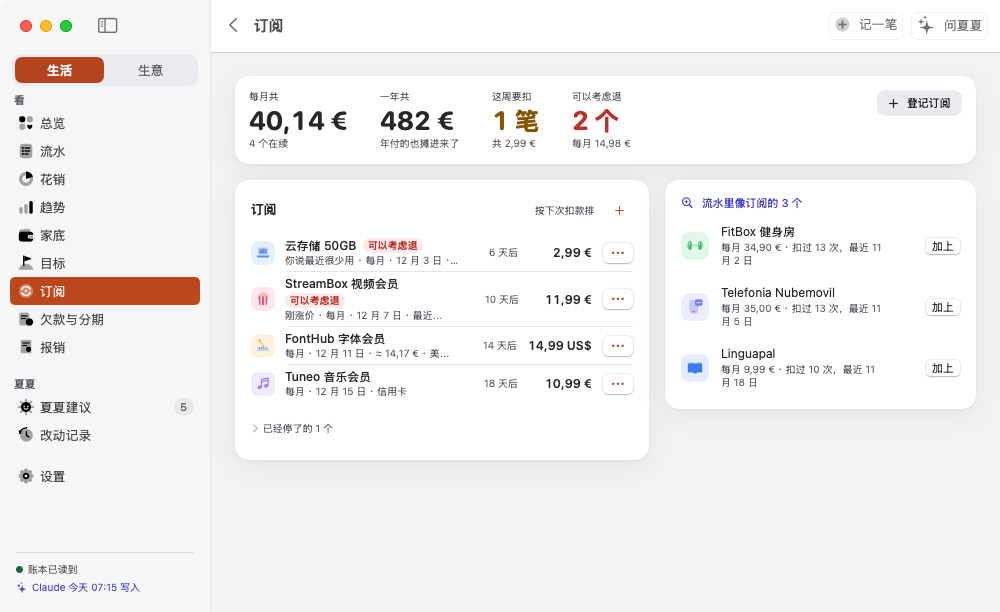 订阅
记一笔
问夏夏
生活
生意
看
总览
流水
花销
趋势
家底
目标
订阅
欠款与分期
报销
夏夏
夏夏建议
5
改动记录
设置
账本已读到
Claude 今天 07:15 写入
每月共
40,14 €
4 个在续
一年共
482 €
年付的也摊进来了
这周要扣
1 笔
共 2,99 €
可以考虑退
2 个
每月 14,98 €
登记订阅
订阅
按下次扣款排
云存储 50GB 可以考虑退
你说最近很少用 · 每月 · 12 月 3 日 ·...
6 天后
2,99 €
StreamBox 视频会员
可以考虑退
刚涨价 · 每月 · 12 月 7 日 · 最近...
10 天后
11,99 €
FontHub 字体会员
每月 · 12 月 11 日 · ≈ 14,17 € · 美...
14 天后
14,99 US$
Tuneo 音乐会员
每月 · 12 月 15 日 · 信用卡
18 天后
10,99 €
已经停了的 1 个
流水里像订阅的 3 个
FitBox 健身房
每月 34,90 € · 扣过 13 次，最近 11
月 2 日
加上
Telefonia Nubemovil
每月 35,00 € · 扣过 13 次，最近 11
月 5 日
加上
Linguapal
每月 9,99 € · 扣过 10 次，最近 11
月 18 日
加上